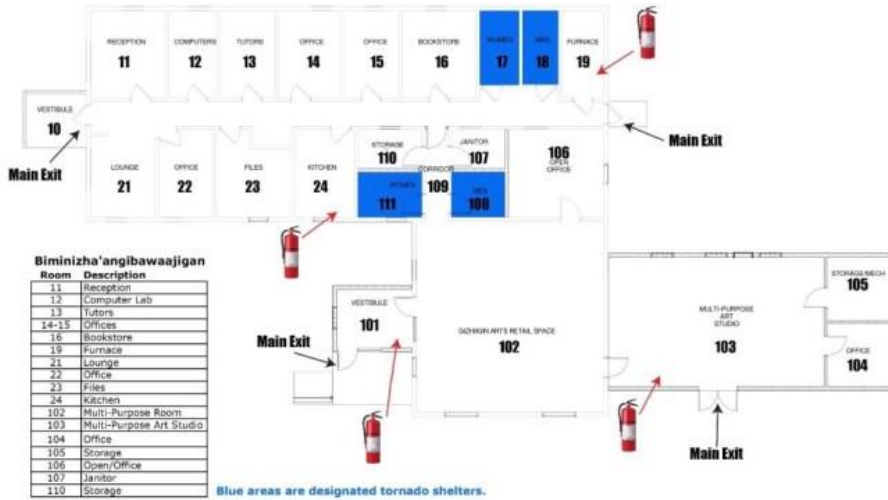 RECEPTION
11
COMPUTERS
12
TUTORS
13
OFFICE
14
OFFICE
15
BOOKSTORE
16
WOMEN
17
MEN
18
FURNACE
19
VESTIBULE
10
Main Exit
Main Exit
LOUNGE
21
OFFICE
22
FILES
23
KITCHEN
24
STORAGE
110
JANITOR
107
106
OPEN
OFFICE
CORRIDOR
109
WOMEN
111
MEN
108
Biminizha'angibawaajigan
Room Description
11 Reception
12 Computer Lab
13 Tutors
14-15 Offices
16 Bookstore
19 Furnace
21 Lounge
22 Office
23 Files
24 Kitchen
102 Multi-Purpose Room
103 Multi-Purpose Art Studio
104 Office
105 Storage
106 Open/Office
107 Janitor
110 Storage
VESTIBULE
101
Main Exit
GIZHIIGIN ARTS RETAIL SPACE
102
MULTI-PURPOSE
ART
STUDIO
103
STORAGE/MECH
105
OFFICE
104
Main Exit
Blue areas are designated tornado shelters.